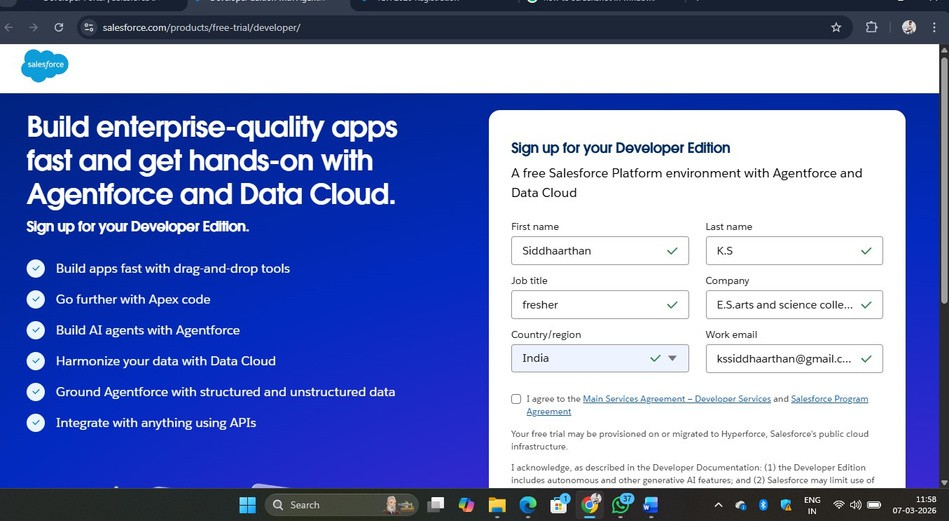 salesforce.com/products/free-trial/developer/
salesforce
Build enterprise-quality apps
fast and get hands-on with
Agentforce and Data Cloud.
Sign up for your Developer Edition.
Build apps fast with drag-and-drop tools
Go further with Apex code
Build AI agents with Agentforce
Harmonize your data with Data Cloud
Ground Agentforce with structured and unstructured data
Integrate with anything using APIs
Sign up for your Developer Edition
A free Salesforce Platform environment with Agentforce and
Data Cloud
First name
Last name
Siddhaarthan
K.S
Job title
Company
fresher
E.S.arts and science colle...
Country/region
Work email
India
kssiddhaarthan@gmail.c...
I agree to the Main Services Agreement – Developer Services and Salesforce Program
Agreement
Your free trial may be provisioned on or migrated to Hyperforce, Salesforce's public cloud
infrastructure.
I acknowledge, as described in the Developer Documentation: (1) the Developer Edition
includes autonomous and other generative AI features; and (2) Salesforce may limit use of
Search
1
37
ENG
IN
11:58
07-03-2026